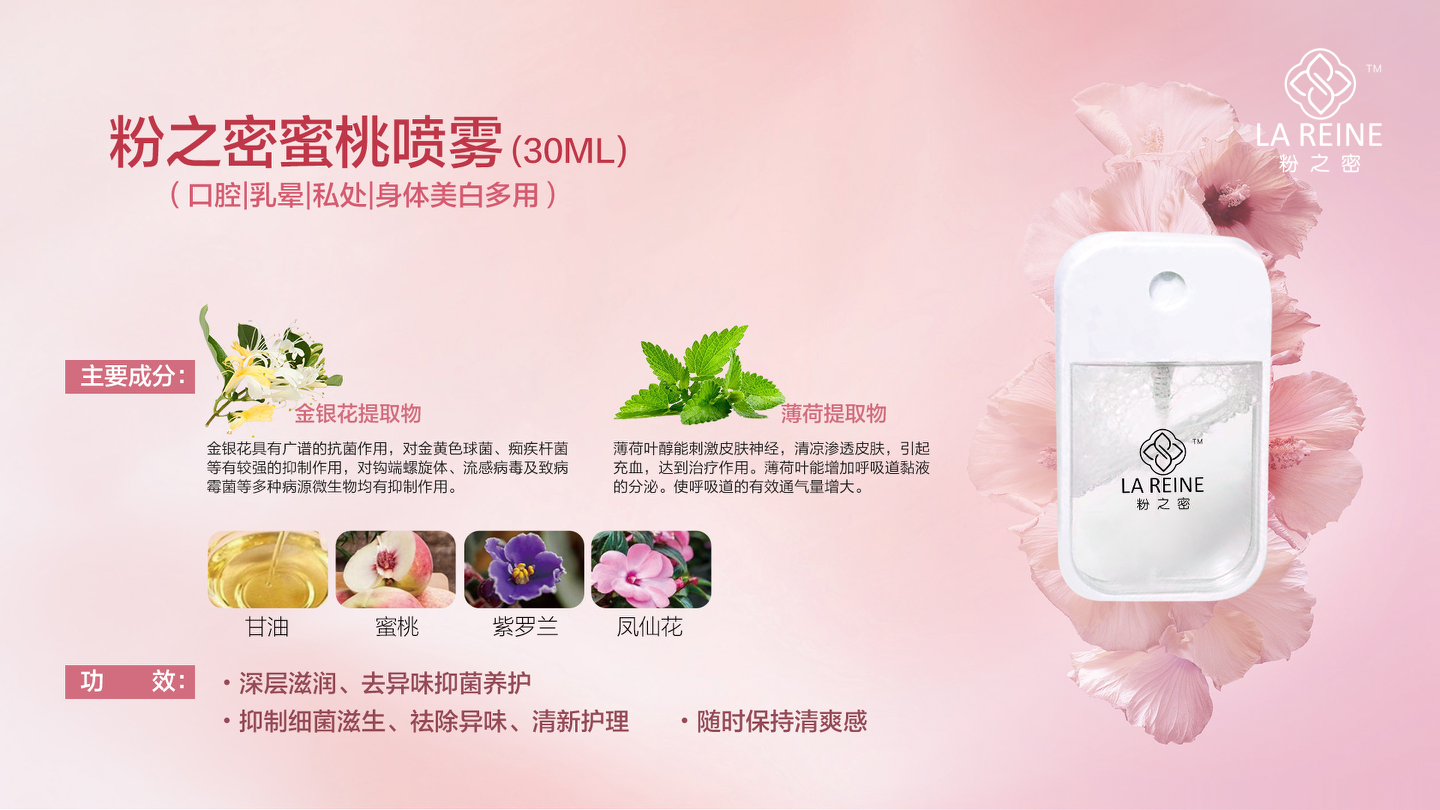 粉之密蜜桃喷雾(30ML)
（口腔|乳晕|私处|身体美白多用）
TM
LA REINE
粉之密
主要成分：
金银花提取物
金银花具有广谱的抗菌作用，对金黄色球菌、痴疾杆菌
等有较强的抑制作用，对钩端螺旋体、流感病毒及致病
霉菌等多种病源微生物均有抑制作用。
薄荷提取物
薄荷叶醇能刺激皮肤神经，清凉渗透皮肤，引起
充血，达到治疗作用。薄荷叶能增加呼吸道黏液
的分泌。使呼吸道的有效通气量增大。
TM
LA REINE
粉之密
甘油
蜜桃
紫罗兰
凤仙花
功 效：
·深层滋润、去异味抑菌养护
·抑制细菌滋生、祛除异味、清新护理
·随时保持清爽感